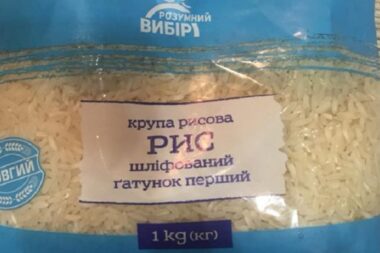 РОЗУМНИЙ
ВИБІР
крупа рисова
РИС
шліфований
ґатунок перший
1 kg (кг)